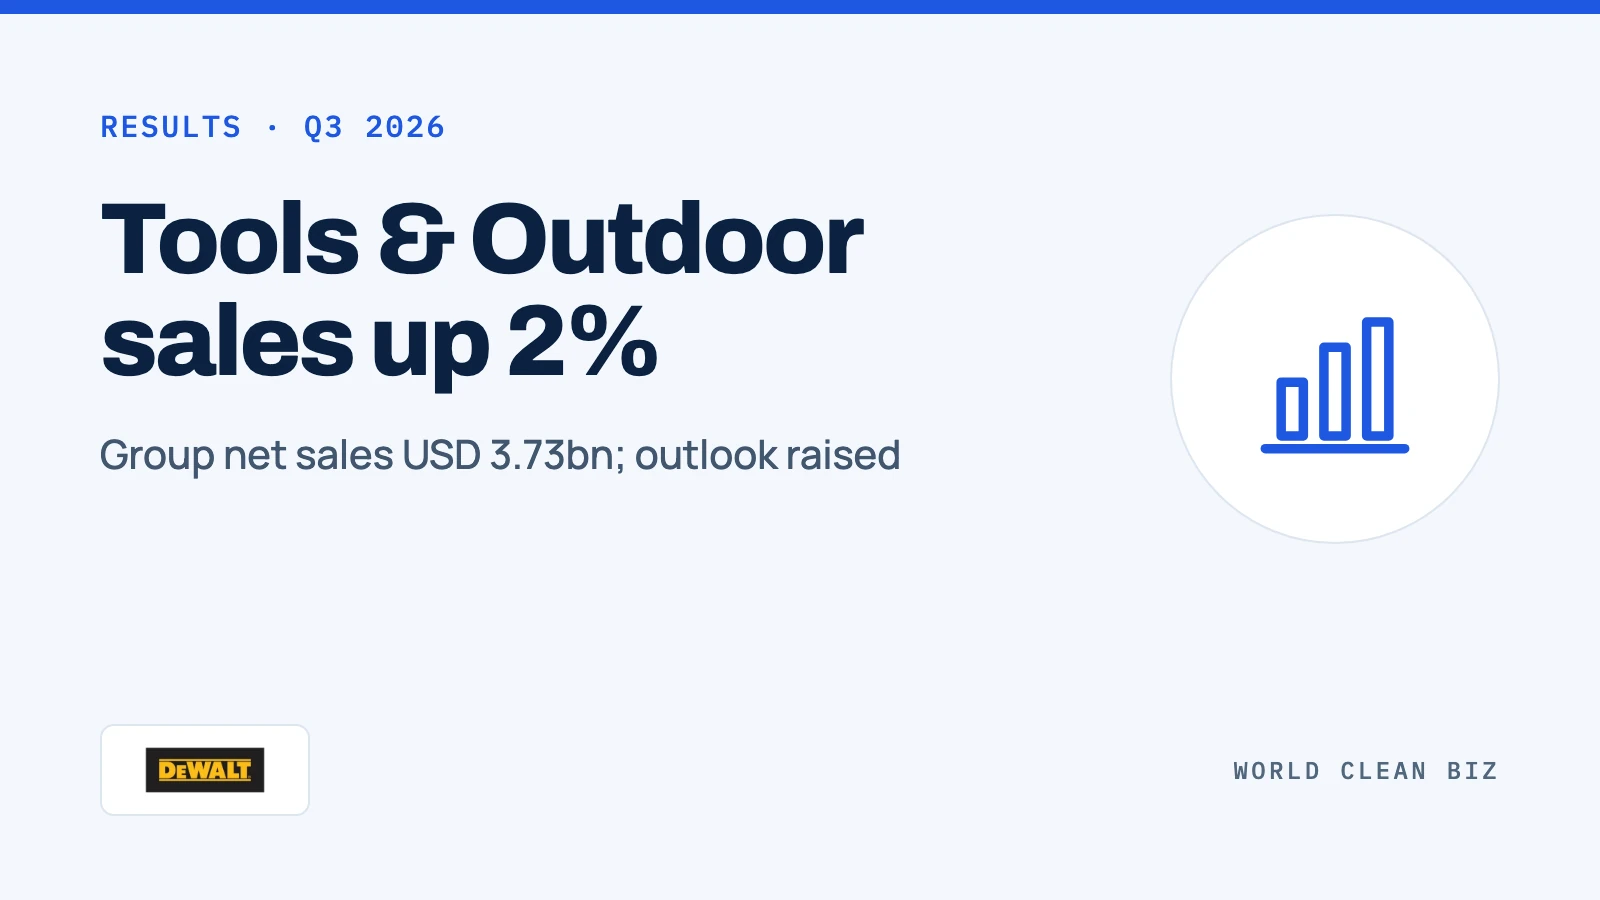 RESULTS · Q3 2026
Tools & Outdoor
sales up 2%
Group net sales USD 3.73bn; outlook raised
DEWALT
WORLD CLEAN BIZ